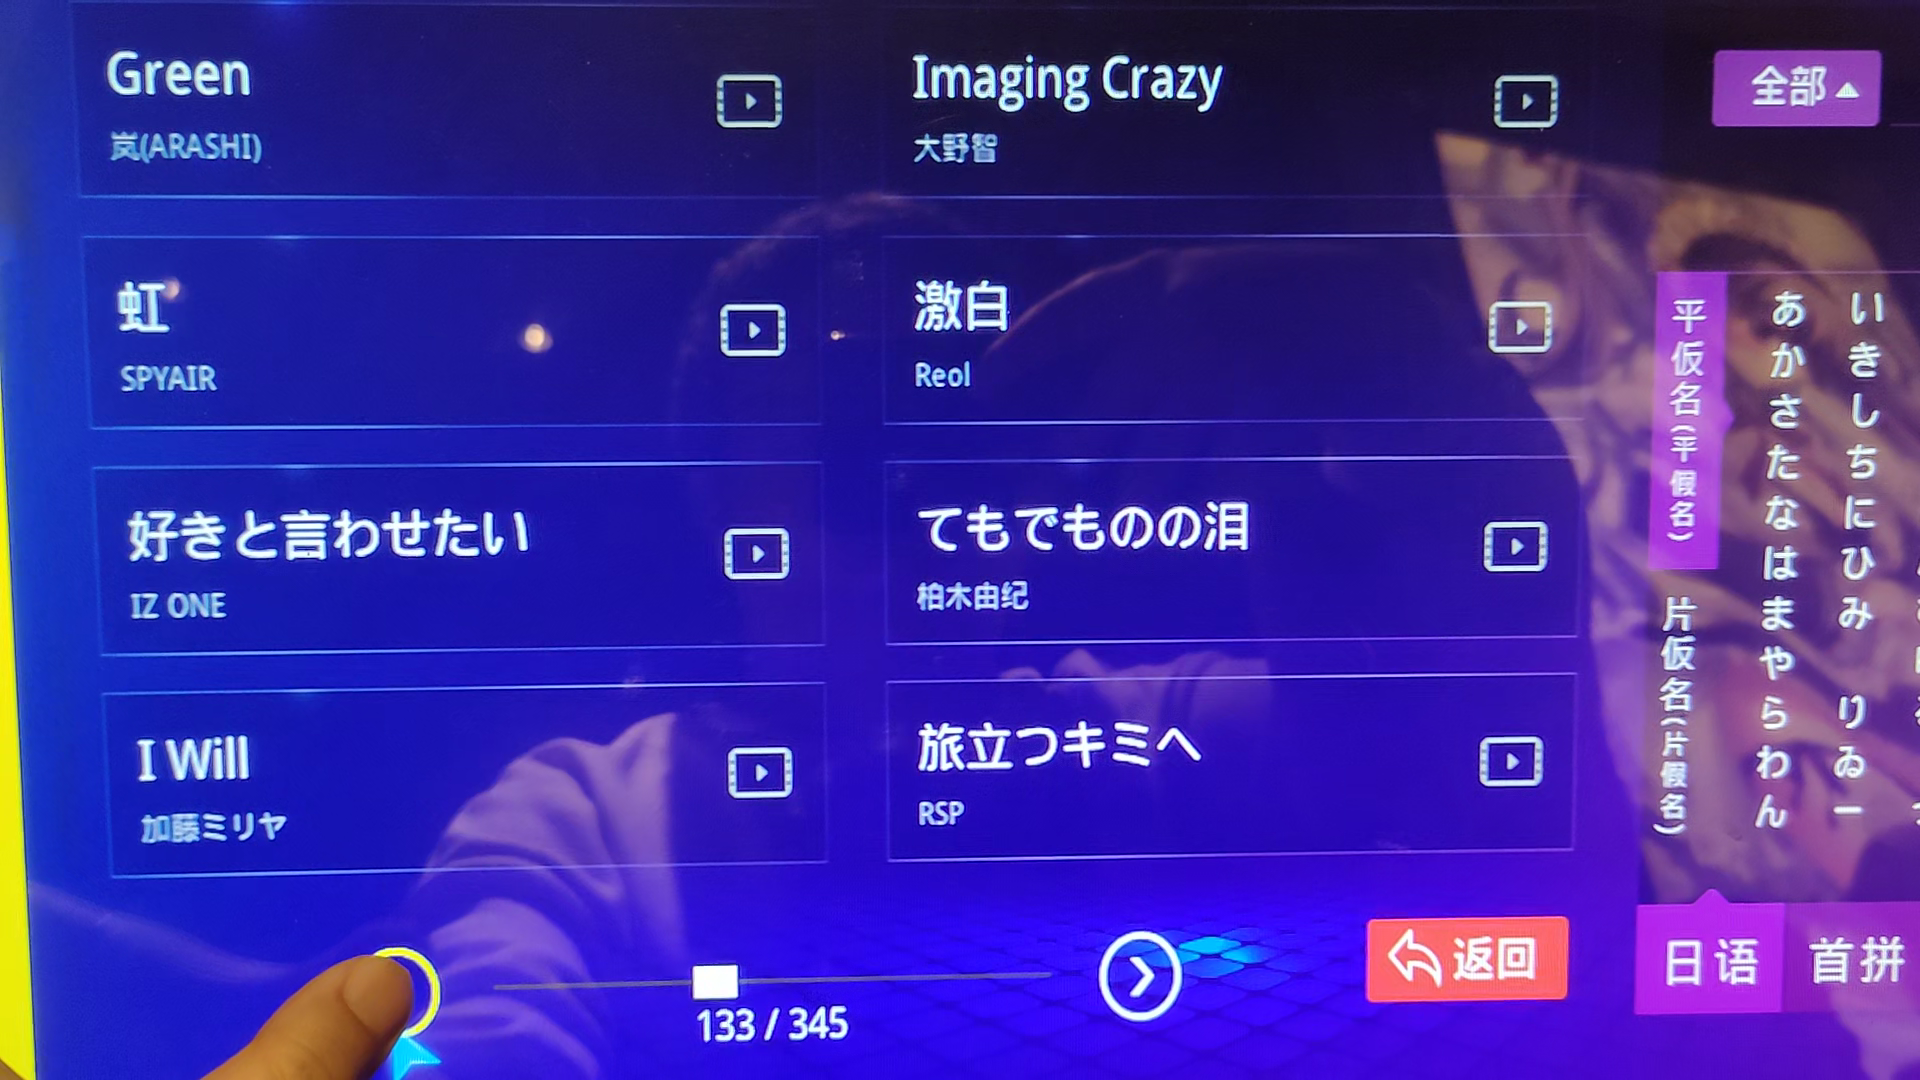 Green
岚(ARASHI)
Imaging Crazy
大野智
全部
虹
SPYAIR
激白
Reol
好きと言わせたい
IZ ONE
てもでものの泪
柏木由纪
I Will
加藤ミリヤ
旅立つキミへ
RSP
平仮名(平假名)
片仮名(片假名)
あかさたなはまやらわん
いきしちにひみ りゐー
133 / 345
返回
日语
首拼